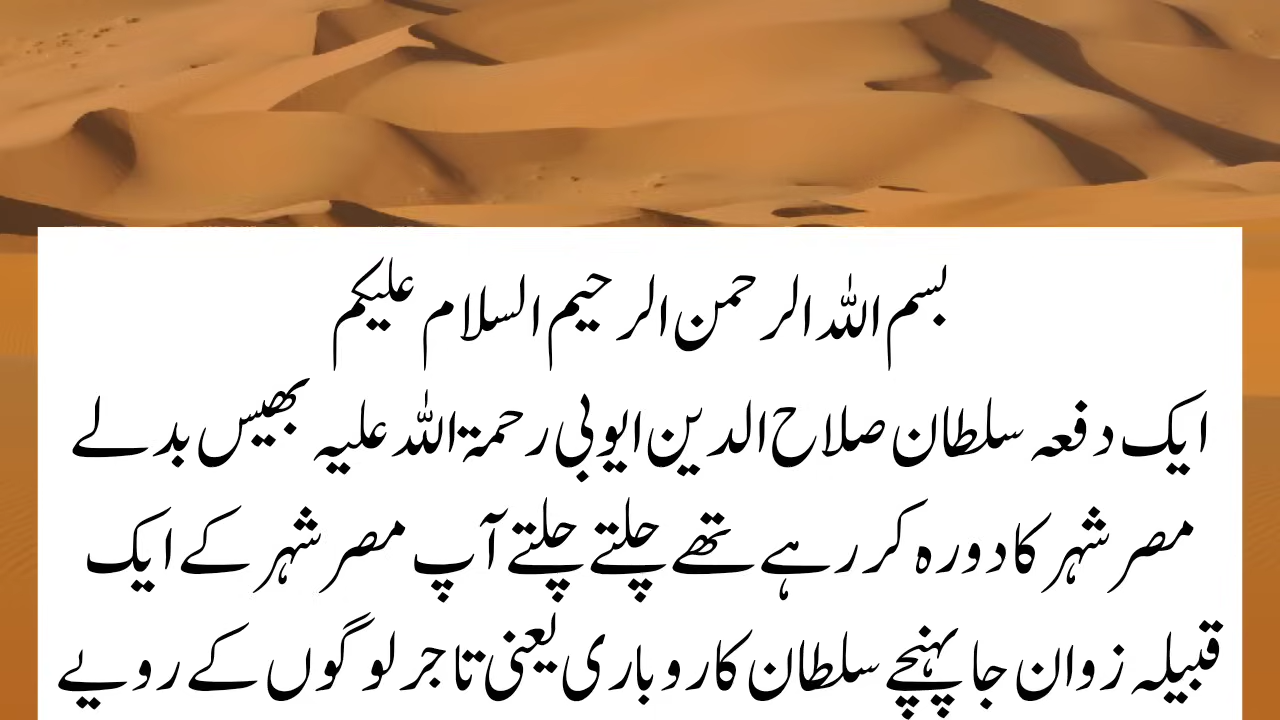 بسم اللہ الرحمن الرحیم السلام علیکم
ایک دفعہ سلطان صلاح الدین ایوبی رحمۃ اللہ علیہ بھیس بدلے
مصر شہر کا دورہ کر رہے تھے چلتے چلتے آپ مصر شہر کے ایک
قبیلہ زوان جا پہنچے سلطان کاروباری یعنی تاجر لوگوں کے رویے